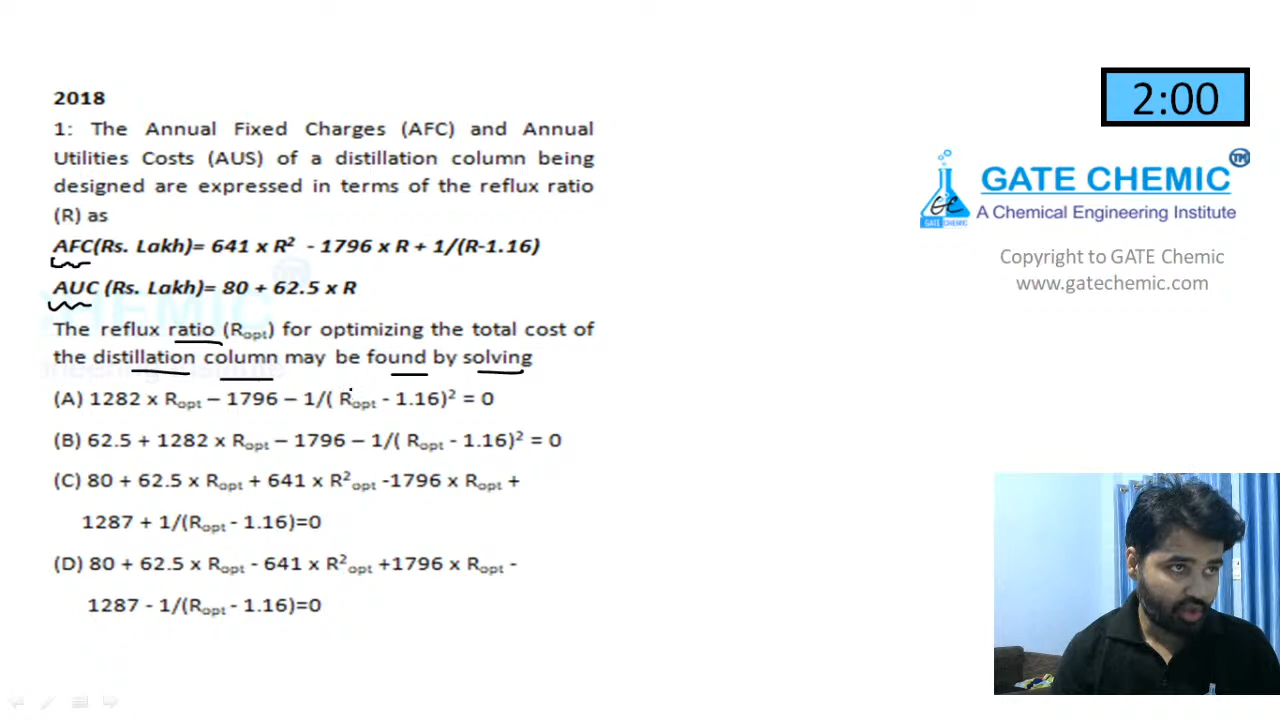 2018
1: The Annual Fixed Charges (AFC) and Annual
Utilities Costs (AUS) of a distillation column being
designed are expressed in terms of the reflux ratio
(R) as
AFC(Rs. Lakh)= 641 x R² - 1796 x R + 1/(R-1.16)
AUC (Rs. Lakh)= 80 + 62.5 x R
The reflux ratio (Ropt) for optimizing the total cost of
the distillation column may be found by solving
(A) 1282 x Ropt – 1796 – 1/( Ropt - 1.16)² = 0
(B) 62.5 + 1282 x Ropt – 1796 – 1/( Ropt - 1.16)² = 0
(C) 80 + 62.5 x Ropt + 641 x R²opt -1796 x Ropt +
1287 + 1/(Ropt - 1.16)=0
(D) 80 + 62.5 x Ropt - 641 x R²opt +1796 x Ropt -
1287 - 1/(Ropt - 1.16)=0
2:00
TM
GATE CHEMIC
A Chemical Engineering Institute
GC
GATE CHEMIC
Copyright to GATE Chemic
www.gatechemic.com